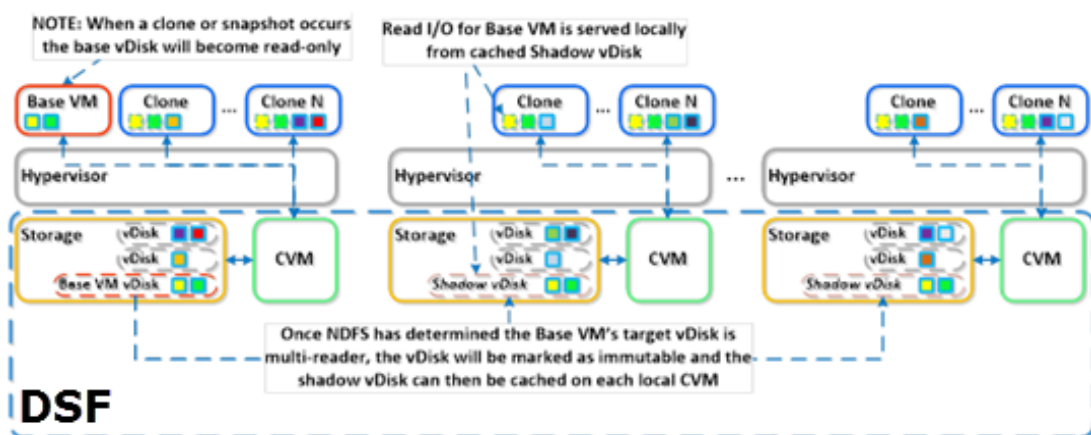 NOTE: When a clone or snapshot occurs
the base vDisk will become read-only
Read I/O for Base VM is served locally
from cached Shadow vDisk
Base VM
Clone
...
Clone N
Clone
...
Clone N
Clone
...
Clone N
Hypervisor
Hypervisor
...
Hypervisor
Storage
vDisk
vDisk
Base VM vDisk
CVM
Storage
vDisk
vDisk
Shadow vDisk
CVM
Storage
vDisk
vDisk
Shadow vDisk
CVM
Once NDFS has determined the Base VM's target vDisk is
multi-reader, the vDisk will be marked as immutable and the
shadow vDisk can then be cached on each local CVM
DSF